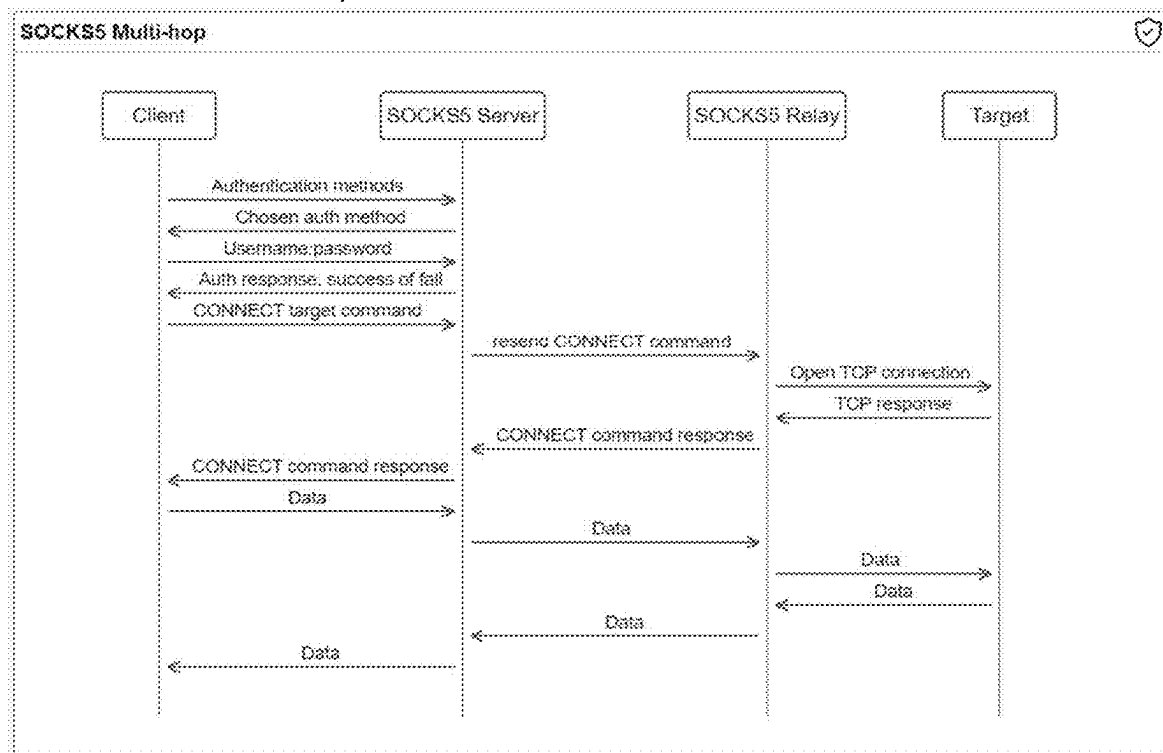 SOCKS5 Multi-hop
Client
SOCKS5 Server
SOCKS5 Relay
Target
Authentication methods
Chosen auth method
Username:password
Auth response, success of fail
CONNECT target command
resend CONNECT command
Open TCP connection
TCP response
CONNECT command response
CONNECT command response
Data
Data
Data
Data
Data
Data